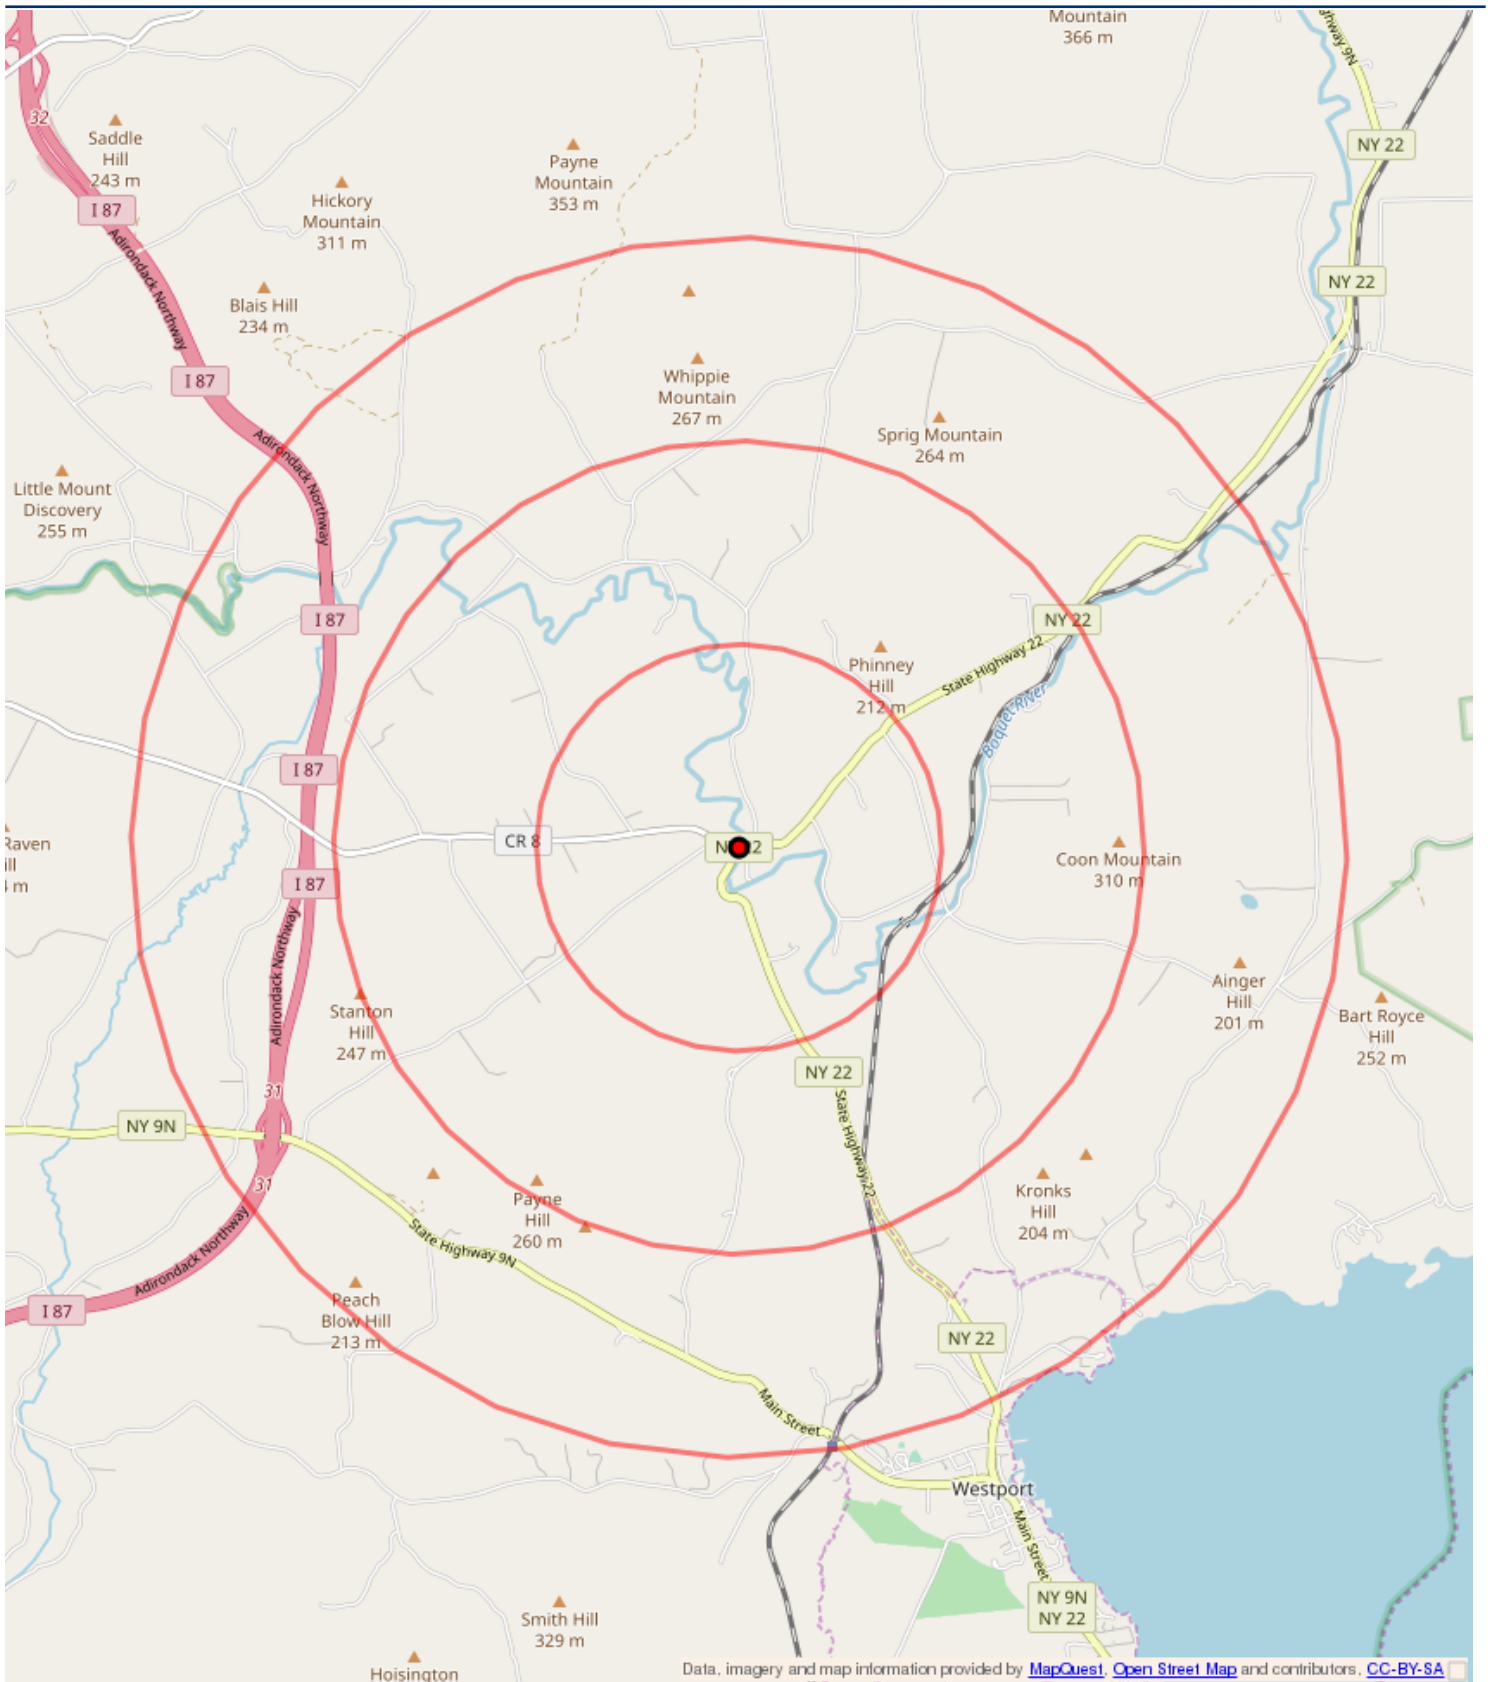 Mountain
366 m
ghway 9N
32
Saddle
Hill
243 m
NY 22
Payne
Mountain
353 m
Hickory
Mountain
311 m
I 87
Adirondack Northway
Blais Hill
234 m
NY 22
I 87
Whippie
Mountain
267 m
Sprig Mountain
264 m
Adirondack Northway
Little Mount
Discovery
255 m
I 87
NY 22
Phinney
Hill
212 m
State Highway 22
Boquet River
I 87
CR 8
Raven
ill
4 m
Coon Mountain
310 m
I 87
Adirondack Northway
Stanton
Hill
247 m
Ainger
Hill
201 m
Bart Royce
Hill
252 m
NY 22
31
NY 9N
State Highway 22
31
Payne
Hill
260 m
Kronks
Hill
204 m
State Highway 9N
Adirondack Northway
I 87
Peach
Blow Hill
213 m
NY 22
Main Street
Westport
Main Street
NY 9N
NY 22
Smith Hill
329 m
Hoisington
Data, imagery and map information provided by MapQuest, Open Street Map and contributors, CC-BY-SA